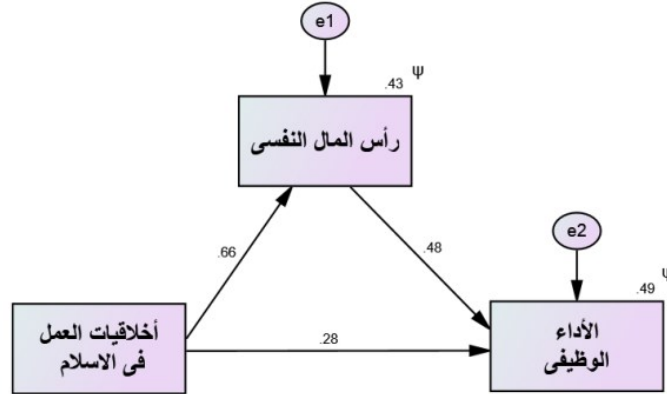 e1
.43 Ψ
رأس المال النفسى
.66
.48
e2
.49 Ψ
أخلاقيات العمل
فى الاسلام
.28
الأداء
الوظيفى